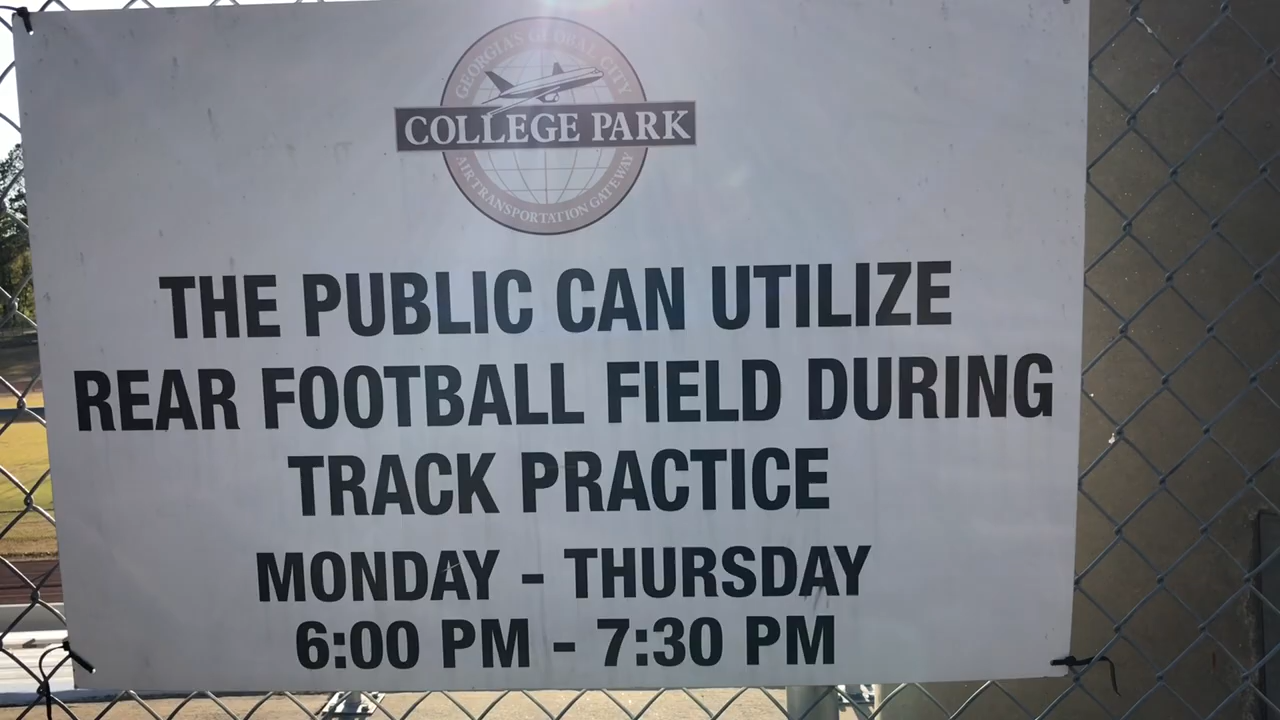 GEORGIA'S GLOBAL CITY
COLLEGE PARK
AIR TRANSPORTATION GATEWAY
THE PUBLIC CAN UTILIZE
REAR FOOTBALL FIELD DURING
TRACK PRACTICE
MONDAY - THURSDAY
6:00 PM - 7:30 PM